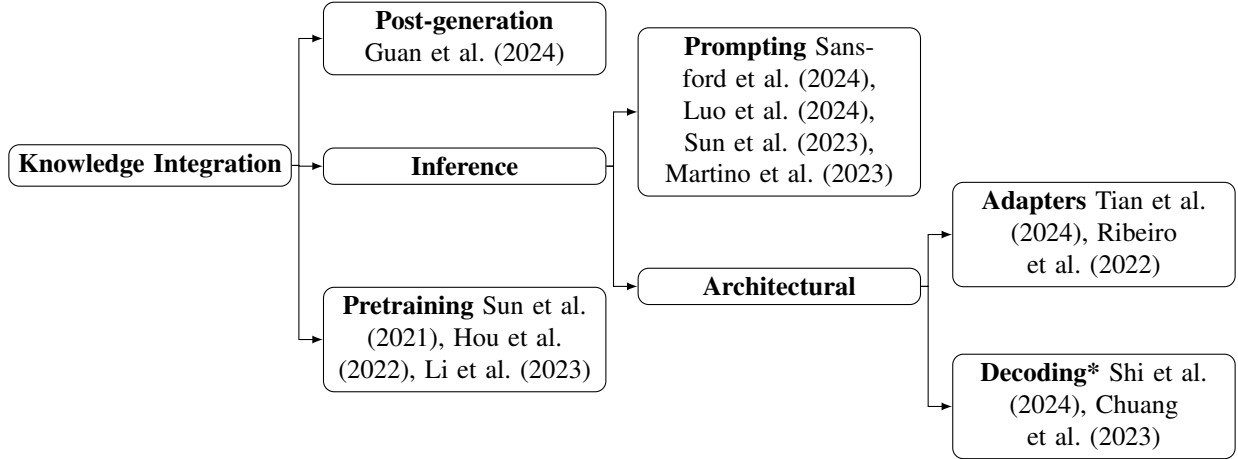 Post-generation
Guan et al. (2024)
Prompting Sans-
ford et al. (2024),
Luo et al. (2024),
Sun et al. (2023),
Martino et al. (2023)
Knowledge Integration
Inference
Adapters Tian et al.
(2024), Ribeiro
et al. (2022)
Architectural
Pretraining Sun et al.
(2021), Hou et al.
(2022), Li et al. (2023)
Decoding* Shi et al.
(2024), Chuang
et al. (2023)